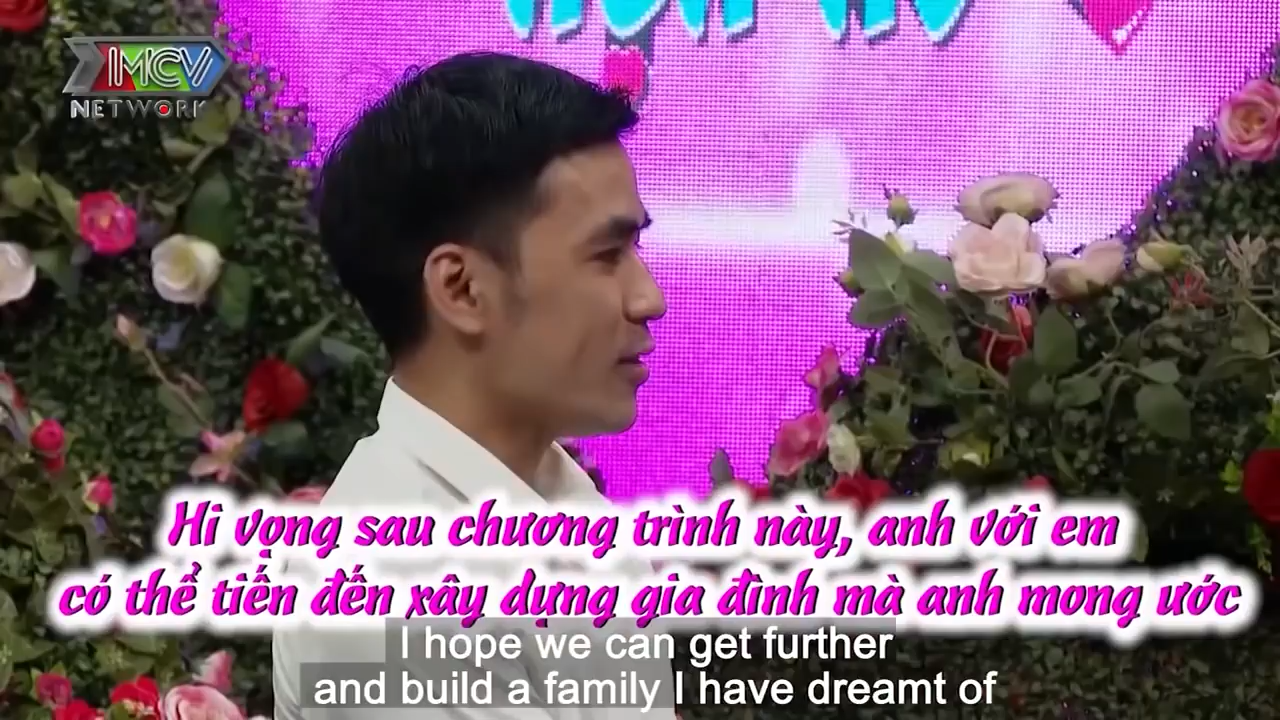 MCV
NETWORK
Hi vọng sau chương trình này, anh với em
có thể tiến đến xây dựng gia đình mà anh mong ước
I hope we can get further
and build a family I have dreamt of